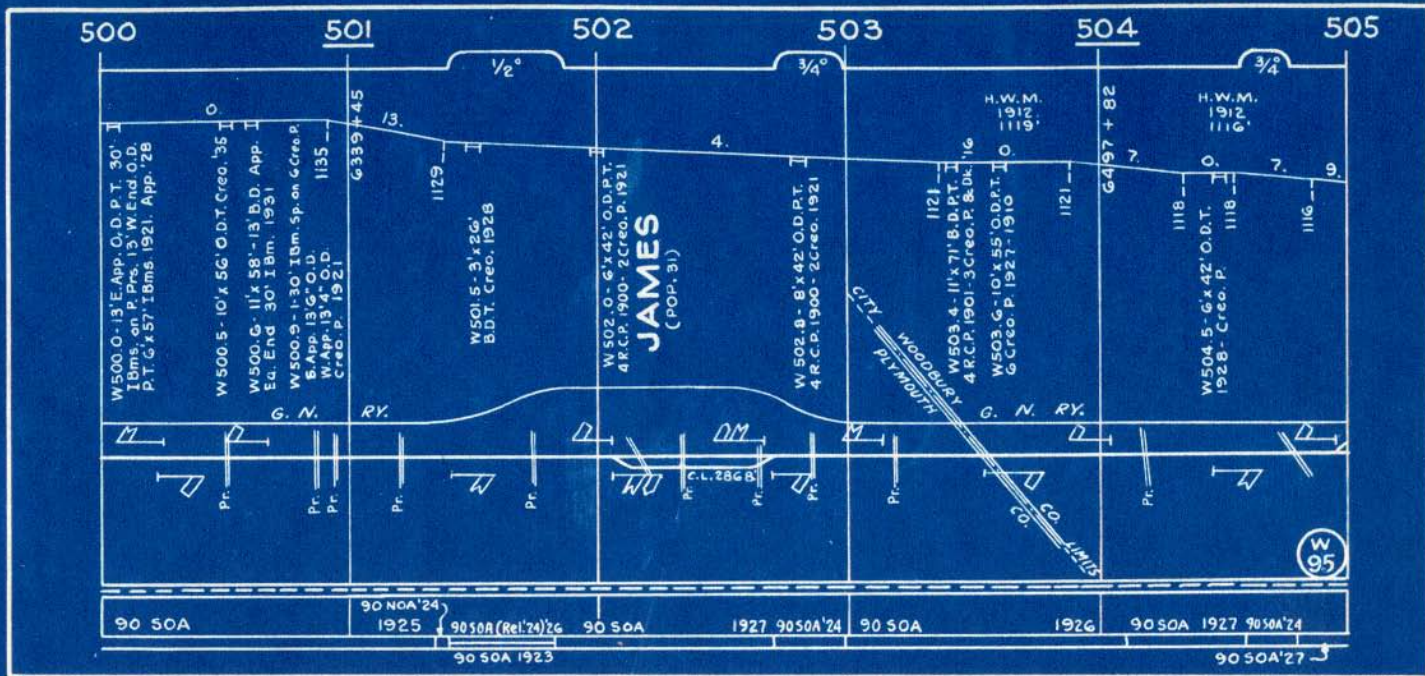 500 501 502 503 504 505
1/2° 3/4° 3/4°
O. 13. 4. O. 7. O. 7. 9.
H.W.M.
1912.
1119'
H.W.M.
1912
1116'
W500.0-13' E. App. O.D.P.T. 30'
I Bms. on P. Prs. 13' W. End O.D.
P.T. 6'x 57' I Bms. 1921. App. '28
W500.5-10'x 56' O.D.T. Creo.'35
W500.6-11'x 58'-13' B.D. App.
Ea. End 30' I Bm. 1931
W500.9-1-30' I Bm. Sp. on 6 Creo. P.
E. App. 13'6" O.D.
W. App. 13'4" O.D.
Creo. P. 1921
1135
6339+45
1129
W501.5-3'x 26'
B.D.T. Creo. 1928
W502.0-6'x 42' O.D.P.T.
4 R.C.P. 1900-2 Creo. P. 1921
JAMES
(POP. 31)
W502.8-8'x 42' O.D.P.T.
4 R.C.P. 1900-2 Creo. 1921
1121
W503.4-11'x 71' B.D.P.T.
4 R.C.P. 1901-3 Creo. P. & Dk.'16
W503.6-10'x 55' O.D.P.T.
6 Creo. P. 1927-1910
1121
6497+82
1118
W504.5-6'x 42' O.D.T.
1928-Creo. P.
1118
1116
CITY LIMITS
WOODBURY CO.
PLYMOUTH CO.
G. N. RY.
G. N. RY.
M D D DM M D D
D M M D D D M
C.L. 2868'
Pr. Pr. Pr. Pr. Pr. Pr. Pr. Pr. Pr. Pr.
W
95
90 NOA'24
90 SOA 1925 90 SOA (Rel.'24)'26 90 SOA 1927 90 SOA'24 90 SOA 1926 90 SOA 1927 90 SOA'24
90 SOA 1923 90 SOA'27